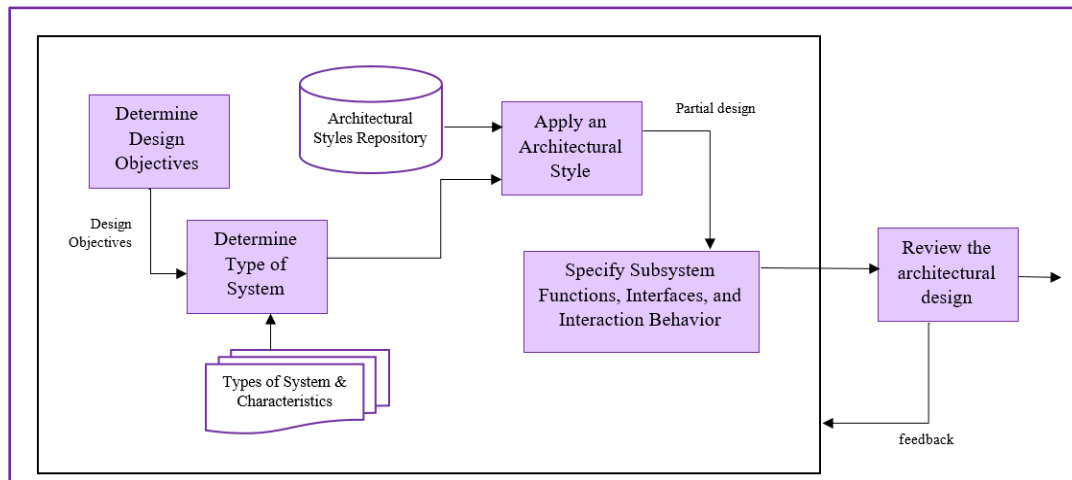 Determine
Design
Objectives
Architectural
Styles Repository
Apply an
Architectural
Style
Partial design
Design
Objectives
Determine
Type of
System
Specify Subsystem
Functions, Interfaces, and
Interaction Behavior
Review the
architectural
design
Types of System &
Characteristics
feedback